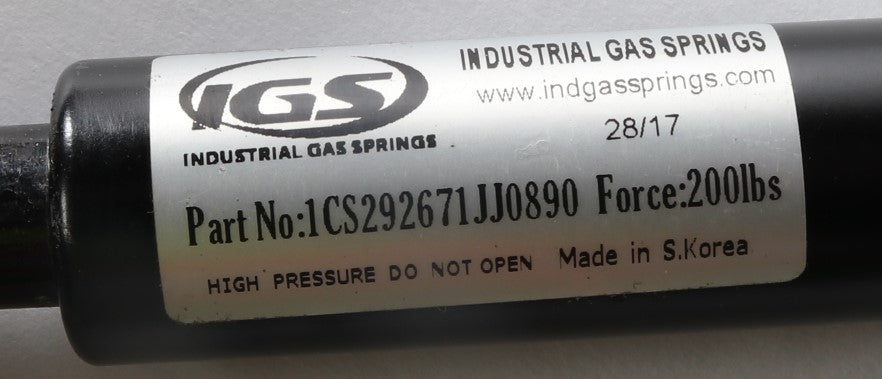 IGS
INDUSTRIAL GAS SPRINGS
INDUSTRIAL GAS SPRINGS
www.indgassprings.com
28/17
Part No:1CS292671JJ0890 Force:200lbs
HIGH PRESSURE DO NOT OPEN Made in S.Korea